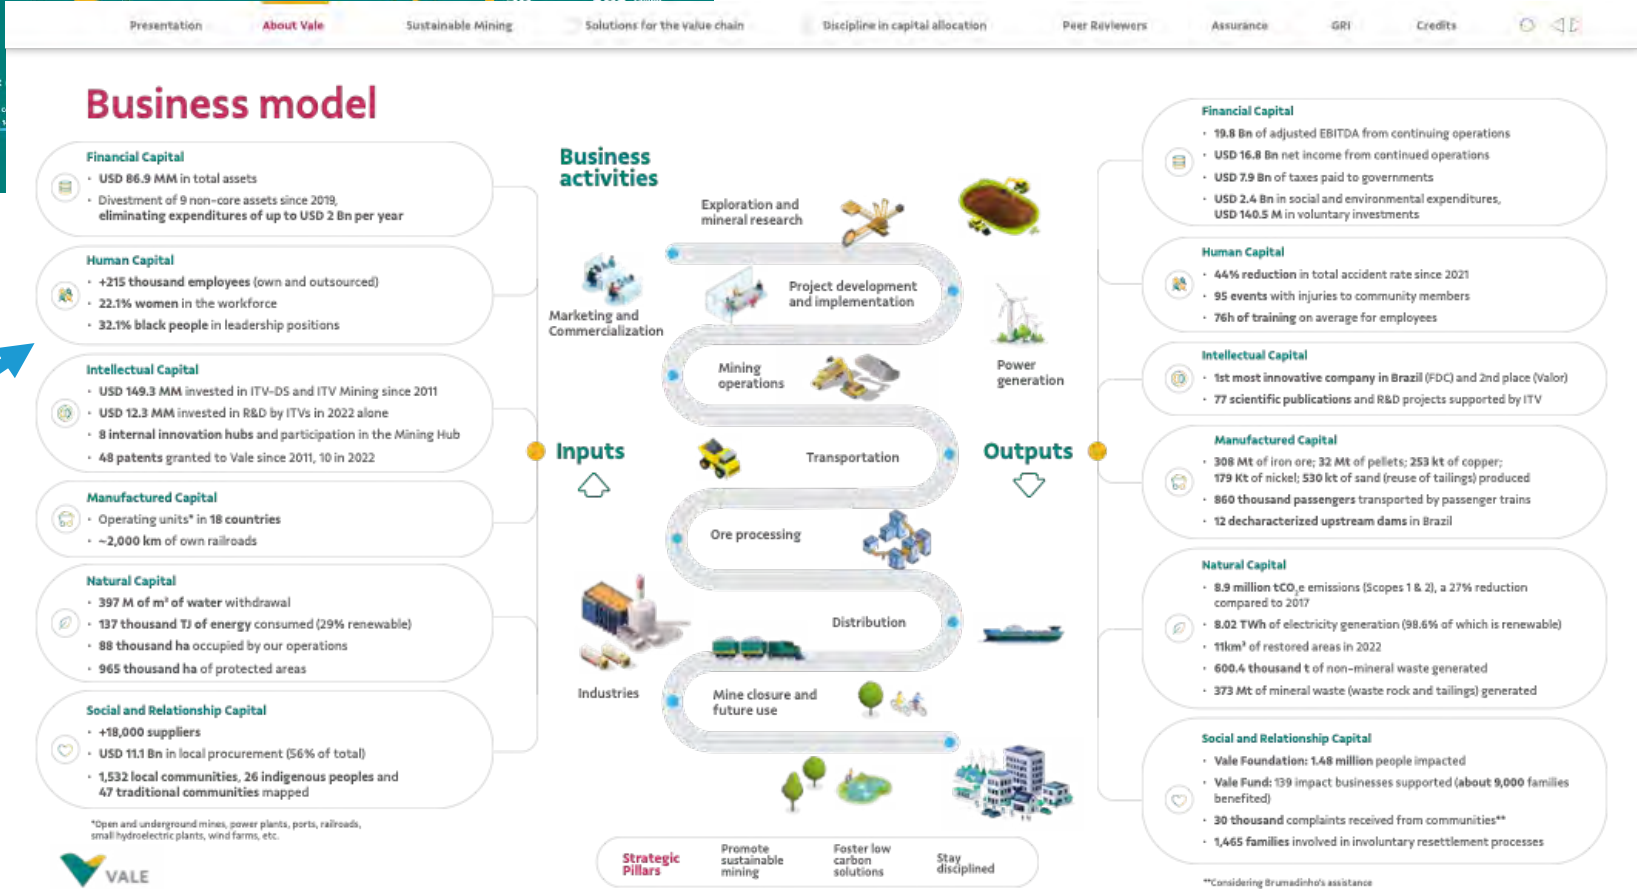 Presentation
About Vale
Sustainable Mining
Solutions for the value chain
Discipline in capital allocation
Peer Reviewers
Assurance
GRI
Credits
Business model
Financial Capital
· USD 86.9 MM in total assets
· Divestment of 9 non-core assets since 2019,
eliminating expenditures of up to USD 2 Bn per year
Human Capital
· +215 thousand employees (own and outsourced)
· 22.1% women in the workforce
· 32.1% black people in leadership positions
Intellectual Capital
· USD 149.3 MM invested in ITV-DS and ITV Mining since 2011
· USD 12.3 MM invested in R&D by ITVs in 2022 alone
· 8 internal innovation hubs and participation in the Mining Hub
· 48 patents granted to Vale since 2011, 10 in 2022
Manufactured Capital
· Operating units* in 18 countries
· ~2,000 km of own railroads
Natural Capital
· 397 M of m³ of water withdrawal
· 137 thousand TJ of energy consumed (29% renewable)
· 88 thousand ha occupied by our operations
· 965 thousand ha of protected areas
Social and Relationship Capital
· +18,000 suppliers
· USD 11.1 Bn in local procurement (56% of total)
· 1,532 local communities, 26 indigenous peoples and
47 traditional communities mapped
*Open and underground mines, power plants, ports, railroads,
small hydroelectric plants, wind farms, etc.
VALE
Inputs
Business
activities
Exploration and
mineral research
Marketing and
Commercialization
Project development
and implementation
Mining
operations
Power
generation
Transportation
Ore processing
Distribution
Industries
Mine closure and
future use
Strategic
Pillars
Promote
sustainable
mining
Foster low
carbon
solutions
Stay
disciplined
Outputs
Financial Capital
· 19.8 Bn of adjusted EBITDA from continuing operations
· USD 16.8 Bn net income from continued operations
· USD 7.9 Bn of taxes paid to governments
· USD 2.4 Bn in social and environmental expenditures,
USD 140.5 M in voluntary investments
Human Capital
· 44% reduction in total accident rate since 2021
· 95 events with injuries to community members
· 76h of training on average for employees
Intellectual Capital
· 1st most innovative company in Brazil (FDC) and 2nd place (Valor)
· 77 scientific publications and R&D projects supported by ITV
Manufactured Capital
· 308 Mt of iron ore; 32 Mt of pellets; 253 kt of copper;
179 Kt of nickel; 530 kt of sand (reuse of tailings) produced
· 860 thousand passengers transported by passenger trains
· 12 decharacterized upstream dams in Brazil
Natural Capital
· 8.9 million tCO₂e emissions (Scopes 1 & 2), a 27% reduction
compared to 2017
· 8.02 TWh of electricity generation (98.6% of which is renewable)
· 11km² of restored areas in 2022
· 600.4 thousand t of non-mineral waste generated
· 373 Mt of mineral waste (waste rock and tailings) generated
Social and Relationship Capital
· Vale Foundation: 1.48 million people impacted
· Vale Fund: 139 impact businesses supported (about 9,000 families
benefited)
· 30 thousand complaints received from communities**
· 1,465 families involved in involuntary resettlement processes
**Considering Brumadinho's assistance